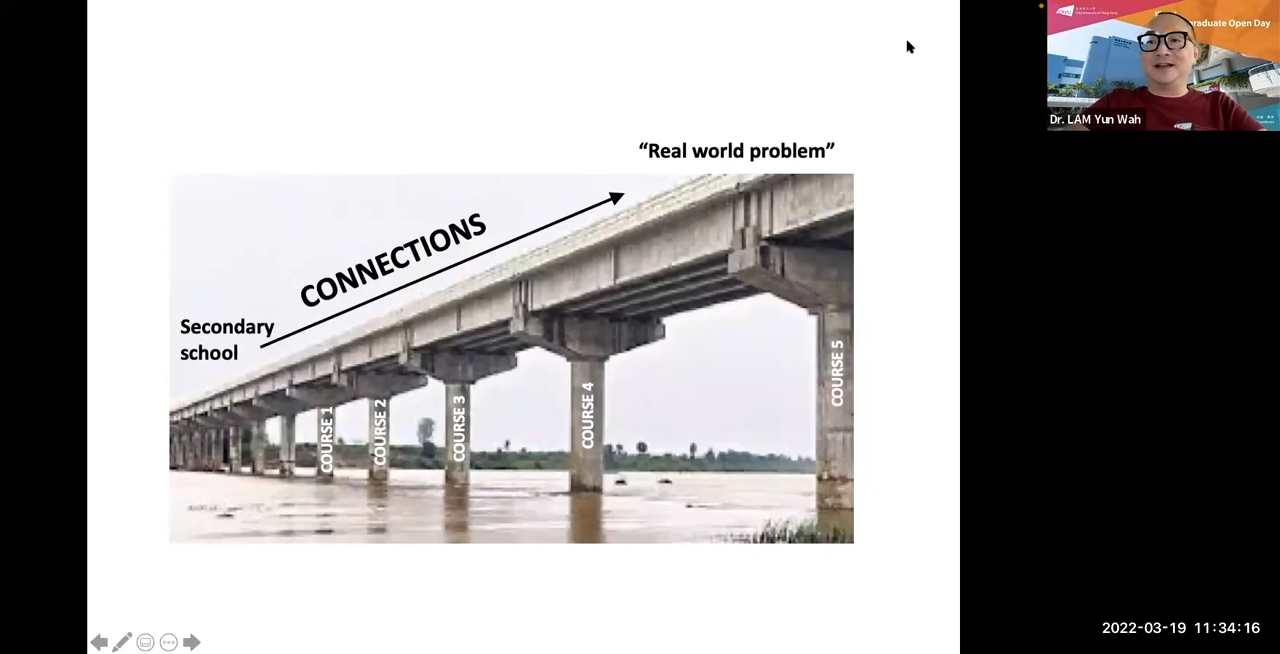 “Real world problem”
CONNECTIONS
Secondary
school
COURSE 1
COURSE 2
COURSE 3
COURSE 4
COURSE 5
graduate Open Day
Dr. LAM Yun Wah
2022-03-19 11:34:16